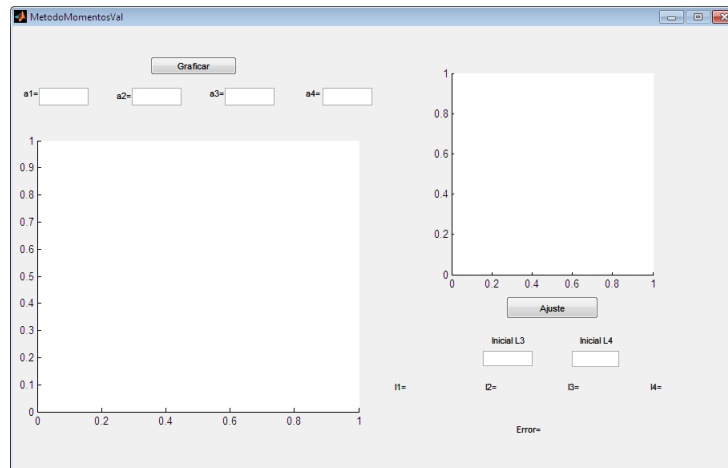 MetodoMomentosVal
Graficar
a1= a2= a3= a4=
1
0.9
0.8
0.7
0.6
0.5
0.4
0.3
0.2
0.1
0
0 0.2 0.4 0.6 0.8 1
1
0.8
0.6
0.4
0.2
0
0 0.2 0.4 0.6 0.8 1
Ajuste
Inicial L3 Inicial L4
l1= l2= l3= l4=
Error=